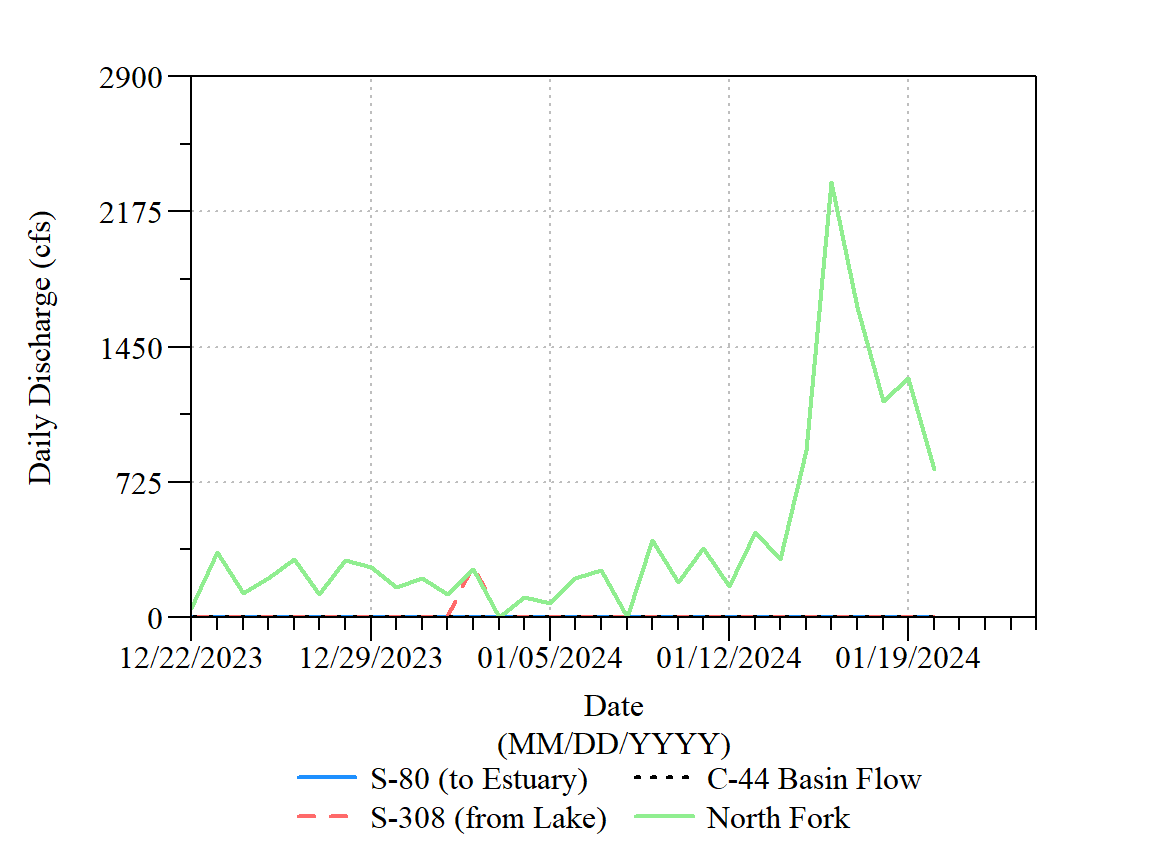 2900
2175
1450
725
0
Daily Discharge (cfs)
12/22/2023 12/29/2023 01/05/2024 01/12/2024 01/19/2024
Date
(MM/DD/YYYY)
S-80 (to Estuary) C-44 Basin Flow
S-308 (from Lake) North Fork